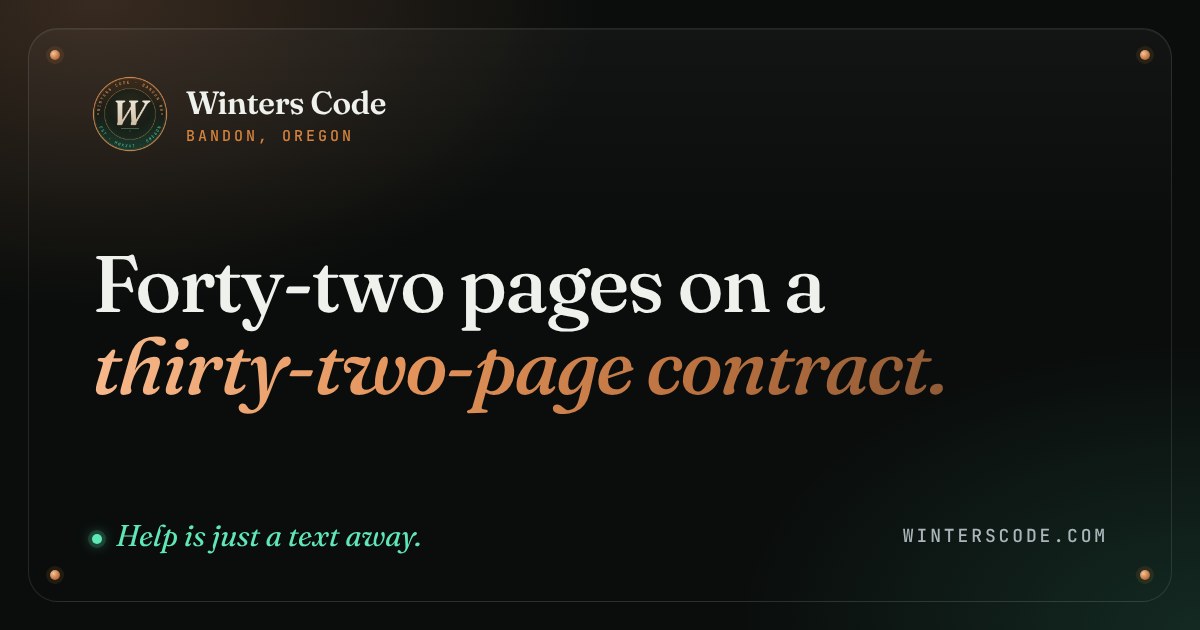 W
Winters Code
BANDON, OREGON
Forty-two pages on a
thirty-two-page contract.
Help is just a text away.
WINTERSCODE.COM